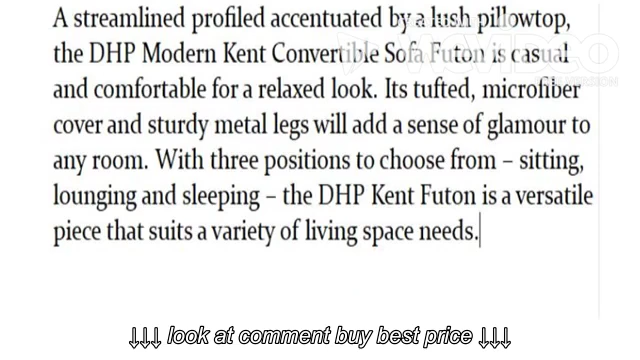 A streamlined profiled accentuated by a lush pillowtop,
the DHP Modern Kent Convertible Sofa Futon is casual
and comfortable for a relaxed look. Its tufted, microfiber
cover and sturdy metal legs will add a sense of glamour to
any room. With three positions to choose from – sitting,
lounging and sleeping – the DHP Kent Futon is a versatile
piece that suits a variety of living space needs.
↓↓↓ look at comment buy best price ↓↓↓